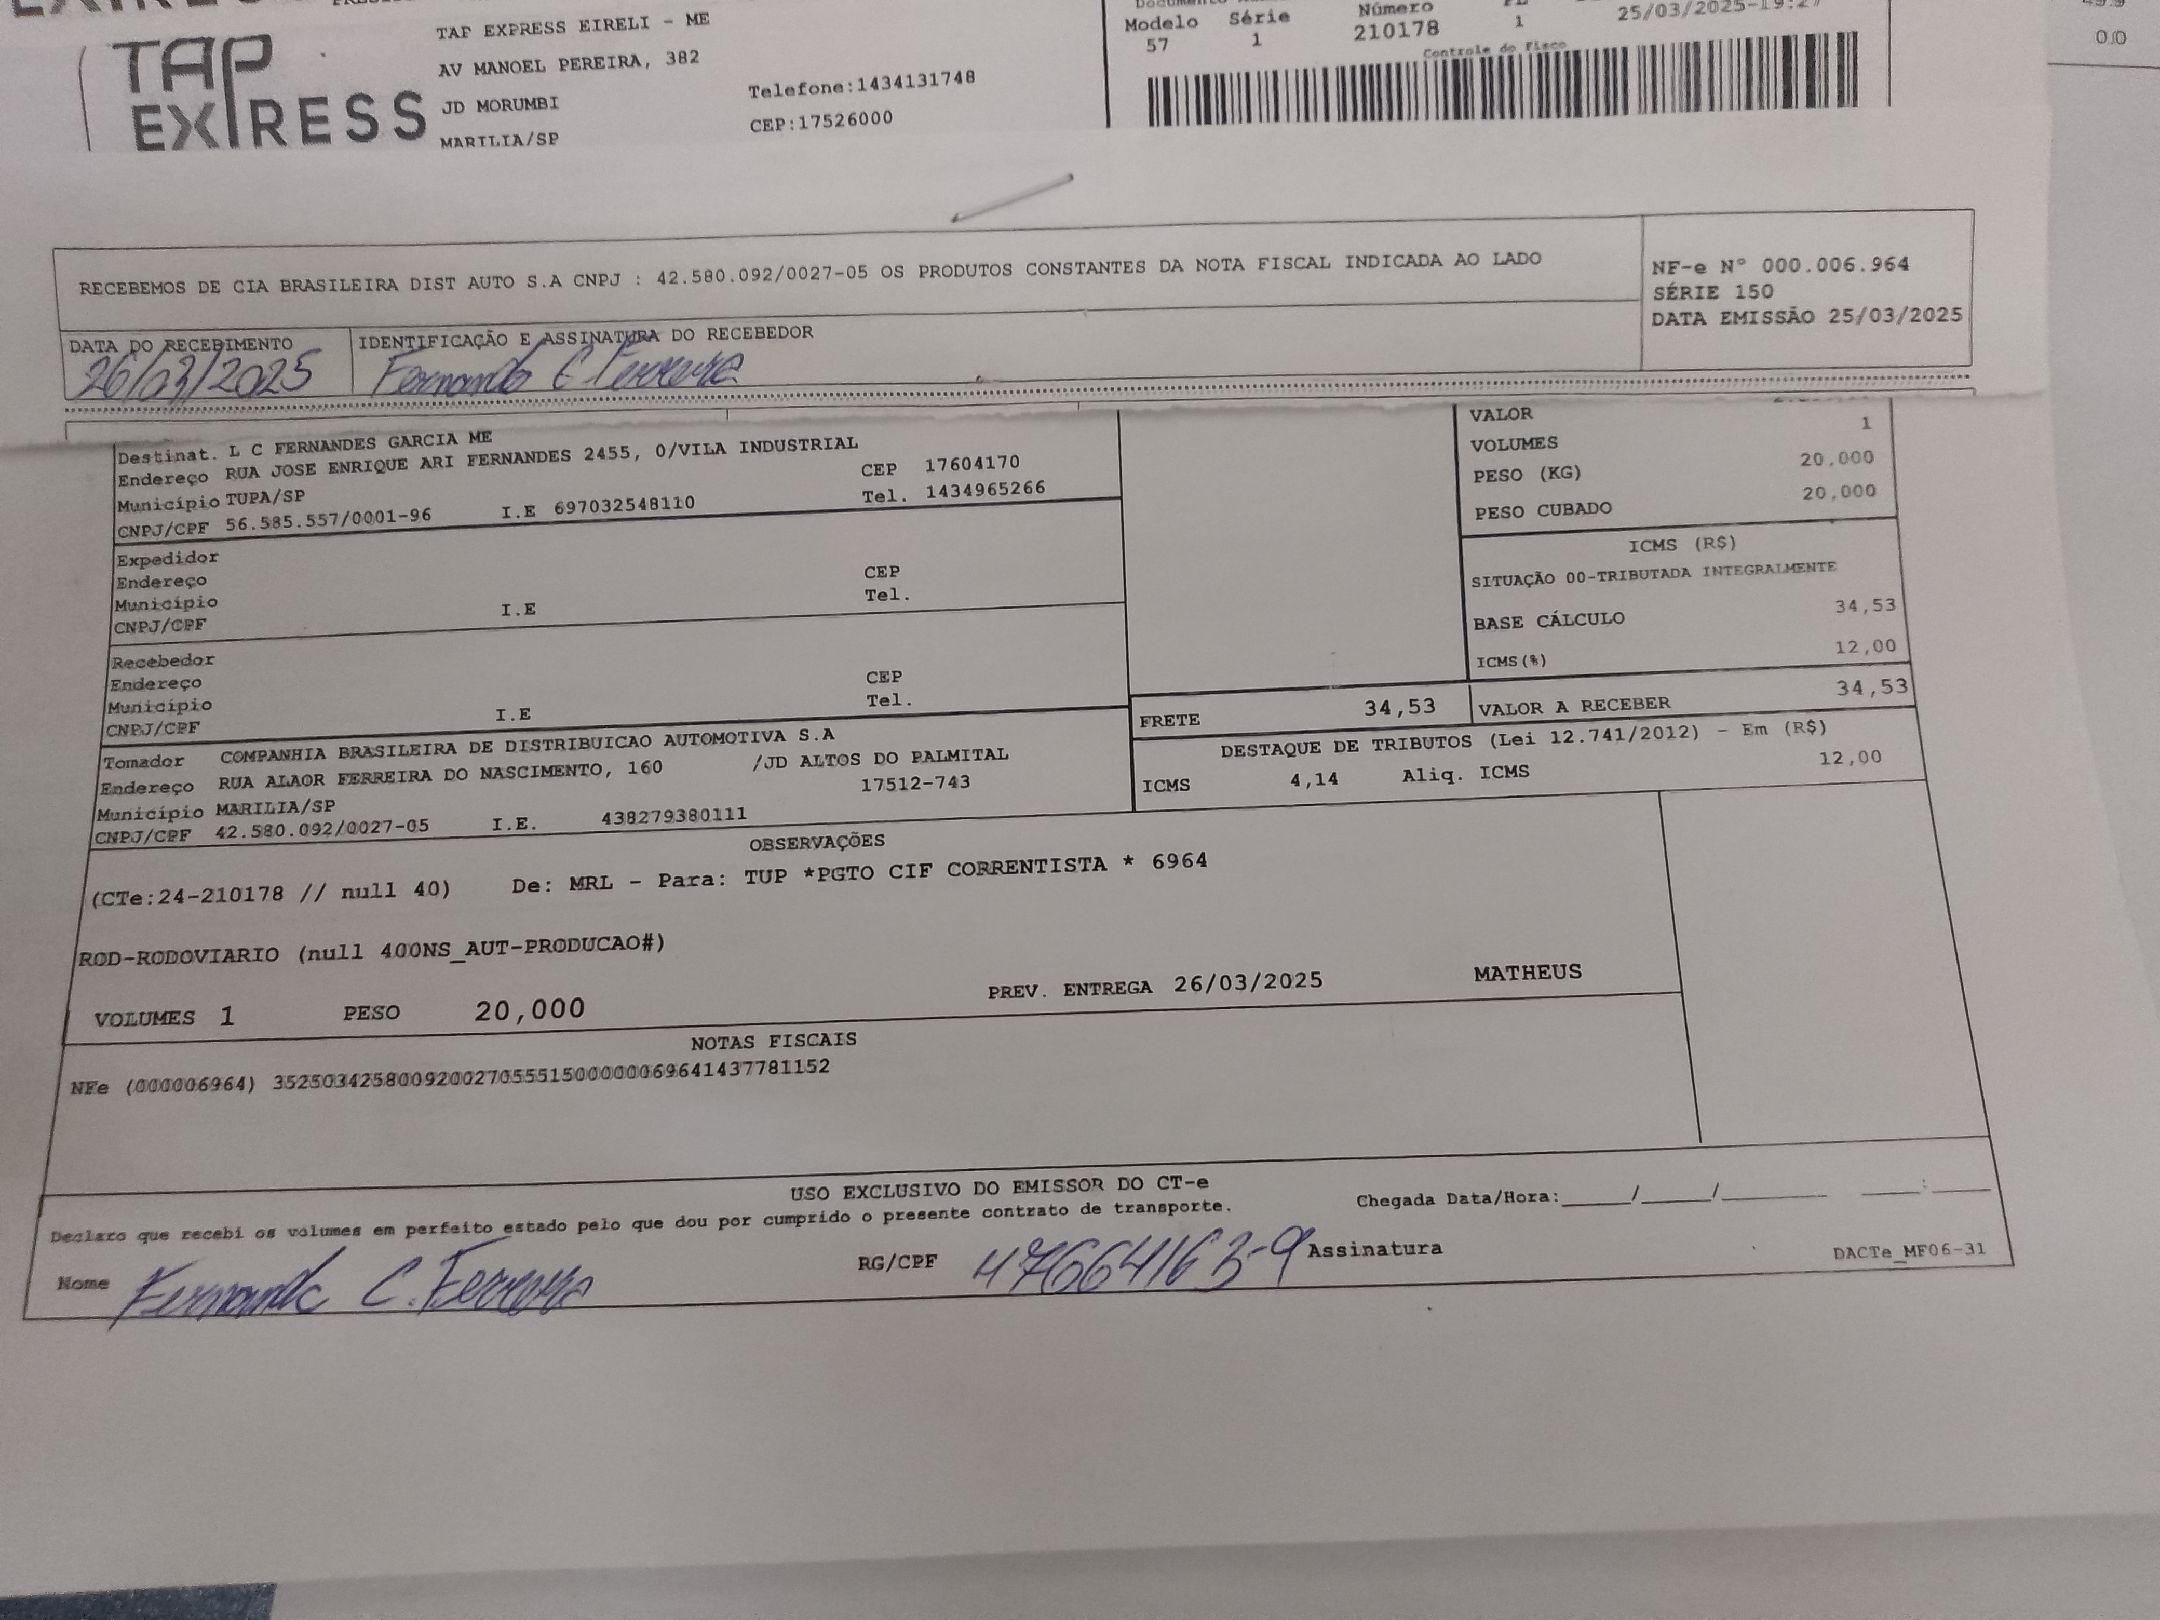 TAP EXPRESS
TAP EXPRESS EIRELI - ME
AV MANOEL PEREIRA, 382
JD MORUMBI
MARILIA/SP
Telefone:1434131748
CEP:17526000
Modelo Série Número
57 1 210178 1 25/03/2025-19:27
Controle do Fisco
0.0
RECEBEMOS DE CIA BRASILEIRA DIST AUTO S.A CNPJ : 42.580.092/0027-05 OS PRODUTOS CONSTANTES DA NOTA FISCAL INDICADA AO LADO
NF-e Nº 000.006.964
SÉRIE 150
DATA EMISSÃO 25/03/2025
DATA DO RECEBIMENTO IDENTIFICAÇÃO E ASSINATURA DO RECEBEDOR
26/03/2025 Fernando C Ferreira
Destinat. L C FERNANDES GARCIA ME
Endereço RUA JOSE ENRIQUE ARI FERNANDES 2455, 0/VILA INDUSTRIAL
Município TUPA/SP CEP 17604170
CNPJ/CPF 56.585.557/0001-96 I.E 697032548110 Tel. 1434965266
VALOR
VOLUMES 1
PESO (KG) 20,000
PESO CUBADO 20,000
Expedidor
Endereço CEP
Município Tel.
CNPJ/CPF I.E
ICMS (R$)
SITUAÇÃO 00-TRIBUTADA INTEGRALMENTE
BASE CÁLCULO 34,53
ICMS(%) 12,00
Recebedor
Endereço CEP
Município Tel.
CNPJ/CPF I.E
FRETE 34,53 VALOR A RECEBER 34,53
Tomador COMPANHIA BRASILEIRA DE DISTRIBUICAO AUTOMOTIVA S.A
Endereço RUA ALAOR FERREIRA DO NASCIMENTO, 160 /JD ALTOS DO PALMITAL
Município MARILIA/SP 17512-743
CNPJ/CPF 42.580.092/0027-05 I.E. 438279380111
DESTAQUE DE TRIBUTOS (Lei 12.741/2012) - Em (R$)
ICMS 4,14 Aliq. ICMS 12,00
OBSERVAÇÕES
(CTe:24-210178 // null 40) De: MRL - Para: TUP *PGTO CIF CORRENTISTA * 6964
ROD-RODOVIARIO (null 400NS_AUT-PRODUCAO#)
VOLUMES 1 PESO 20,000 PREV. ENTREGA 26/03/2025 MATHEUS
NOTAS FISCAIS
NFe (000006964) 35250342580092002705551500000069641437781152
USO EXCLUSIVO DO EMISSOR DO CT-e
Declaro que recebi os volumes em perfeito estado pelo que dou por cumprido o presente contrato de transporte. Chegada Data/Hora:_____/_____/________ ____:____
Nome Fernando C. Ferreira RG/CPF 47664163-9 Assinatura DACTe_MF06-31